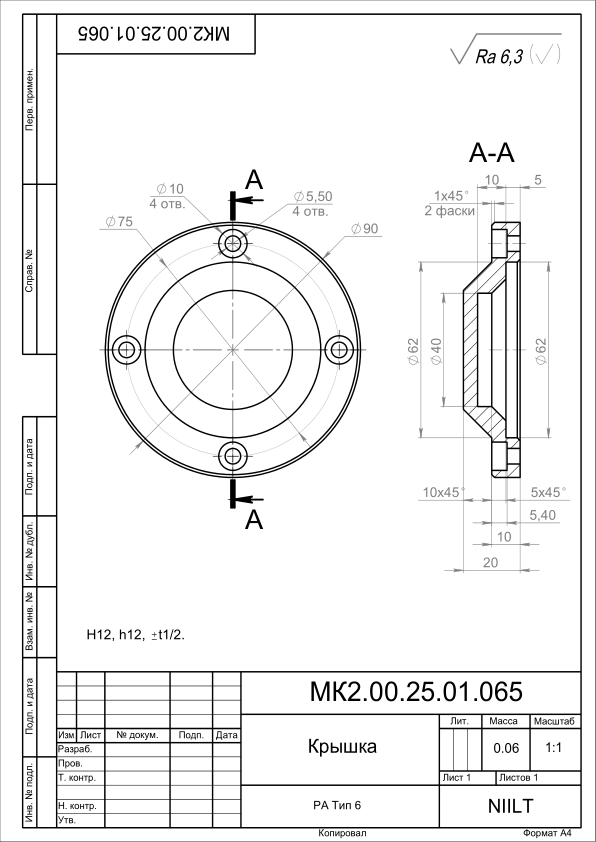 МК2.00.25.01.065
Ra 6,3 (√)
А-А
А
∅10
4 отв.
∅5,50
4 отв.
∅75
∅90
10
5
1x45°
2 фаски
∅62
∅40
∅62
А
10x45°
5x45°
5,40
10
20
H12, h12, ±t1/2.
Перв. примен.
Справ. №
Подп. и дата
Инв. № дубл.
Взам. инв. №
Подп. и дата
Инв. № подл.
МК2.00.25.01.065
Изм Лист № докум. Подп. Дата
Разраб.
Пров.
Т. контр.
Н. контр.
Утв.
Крышка
Лит. Масса Масштаб
0.06 1:1
Лист 1 Листов 1
PA Тип 6
NIILT
Копировал Формат А4